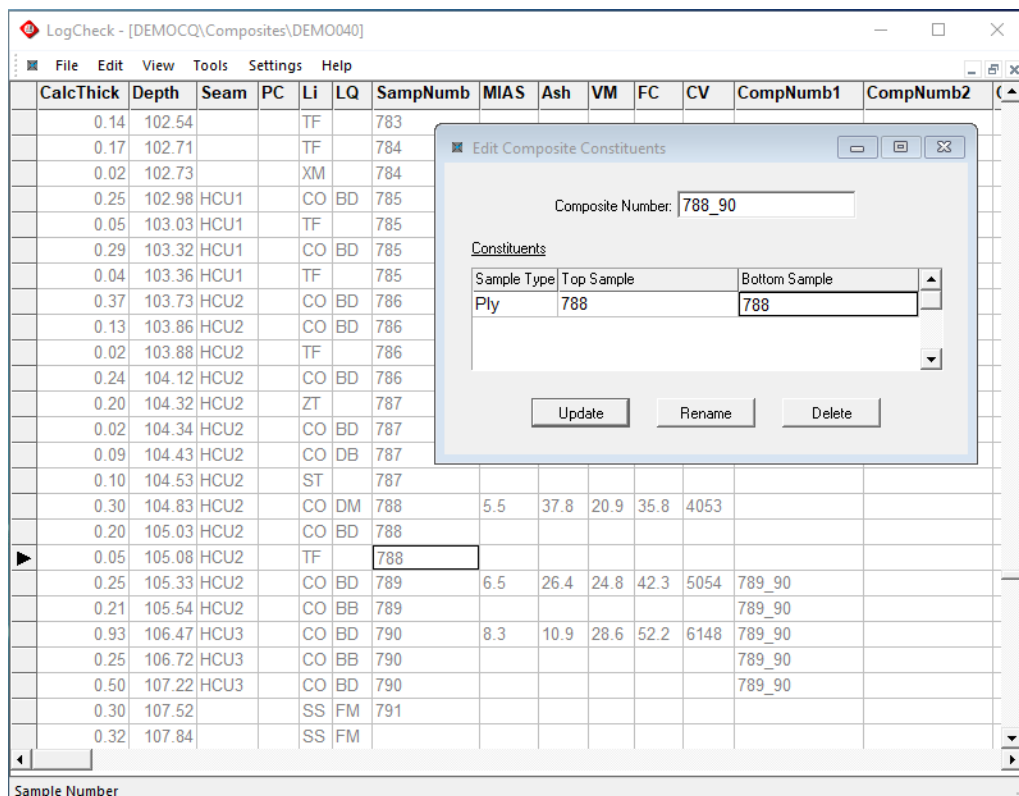 LogCheck - [DEMOCQ\Composites\DEMO040]
File Edit View Tools Settings Help
CalcThick Depth Seam PC Li LQ SampNumb MIAS Ash VM FC CV CompNumb1 CompNumb2
0.14 102.54 TF 783
0.17 102.71 TF 784
0.02 102.73 XM 784
0.25 102.98 HCU1 CO BD 785
0.05 103.03 HCU1 TF 785
0.29 103.32 HCU1 CO BD 785
0.04 103.36 HCU1 TF 785
0.37 103.73 HCU2 CO BD 786
0.13 103.86 HCU2 CO BD 786
0.02 103.88 HCU2 TF 786
0.24 104.12 HCU2 CO BD 786
0.20 104.32 HCU2 ZT 787
0.02 104.34 HCU2 CO BD 787
0.09 104.43 HCU2 CO DB 787
0.10 104.53 HCU2 ST 787
0.30 104.83 HCU2 CO DM 788 5.5 37.8 20.9 35.8 4053
0.20 105.03 HCU2 CO BD 788
0.05 105.08 HCU2 TF 788
0.25 105.33 HCU2 CO BD 789 6.5 26.4 24.8 42.3 5054 789_90
0.21 105.54 HCU2 CO BB 789 789_90
0.93 106.47 HCU3 CO BD 790 8.3 10.9 28.6 52.2 6148 789_90
0.25 106.72 HCU3 CO BB 790 789_90
0.50 107.22 HCU3 CO BD 790 789_90
0.30 107.52 SS FM 791
0.32 107.84 SS FM
Edit Composite Constituents
Composite Number: 788_90
Constituents
Sample Type Top Sample Bottom Sample
Ply 788 788
Update Rename Delete
Sample Number